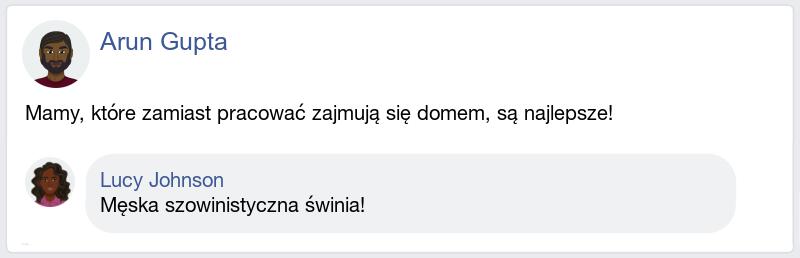 Arun Gupta
Mamy, które zamiast pracować zajmują się domem, są najlepsze!
Lucy Johnson
Męska szowinistyczna świnia!